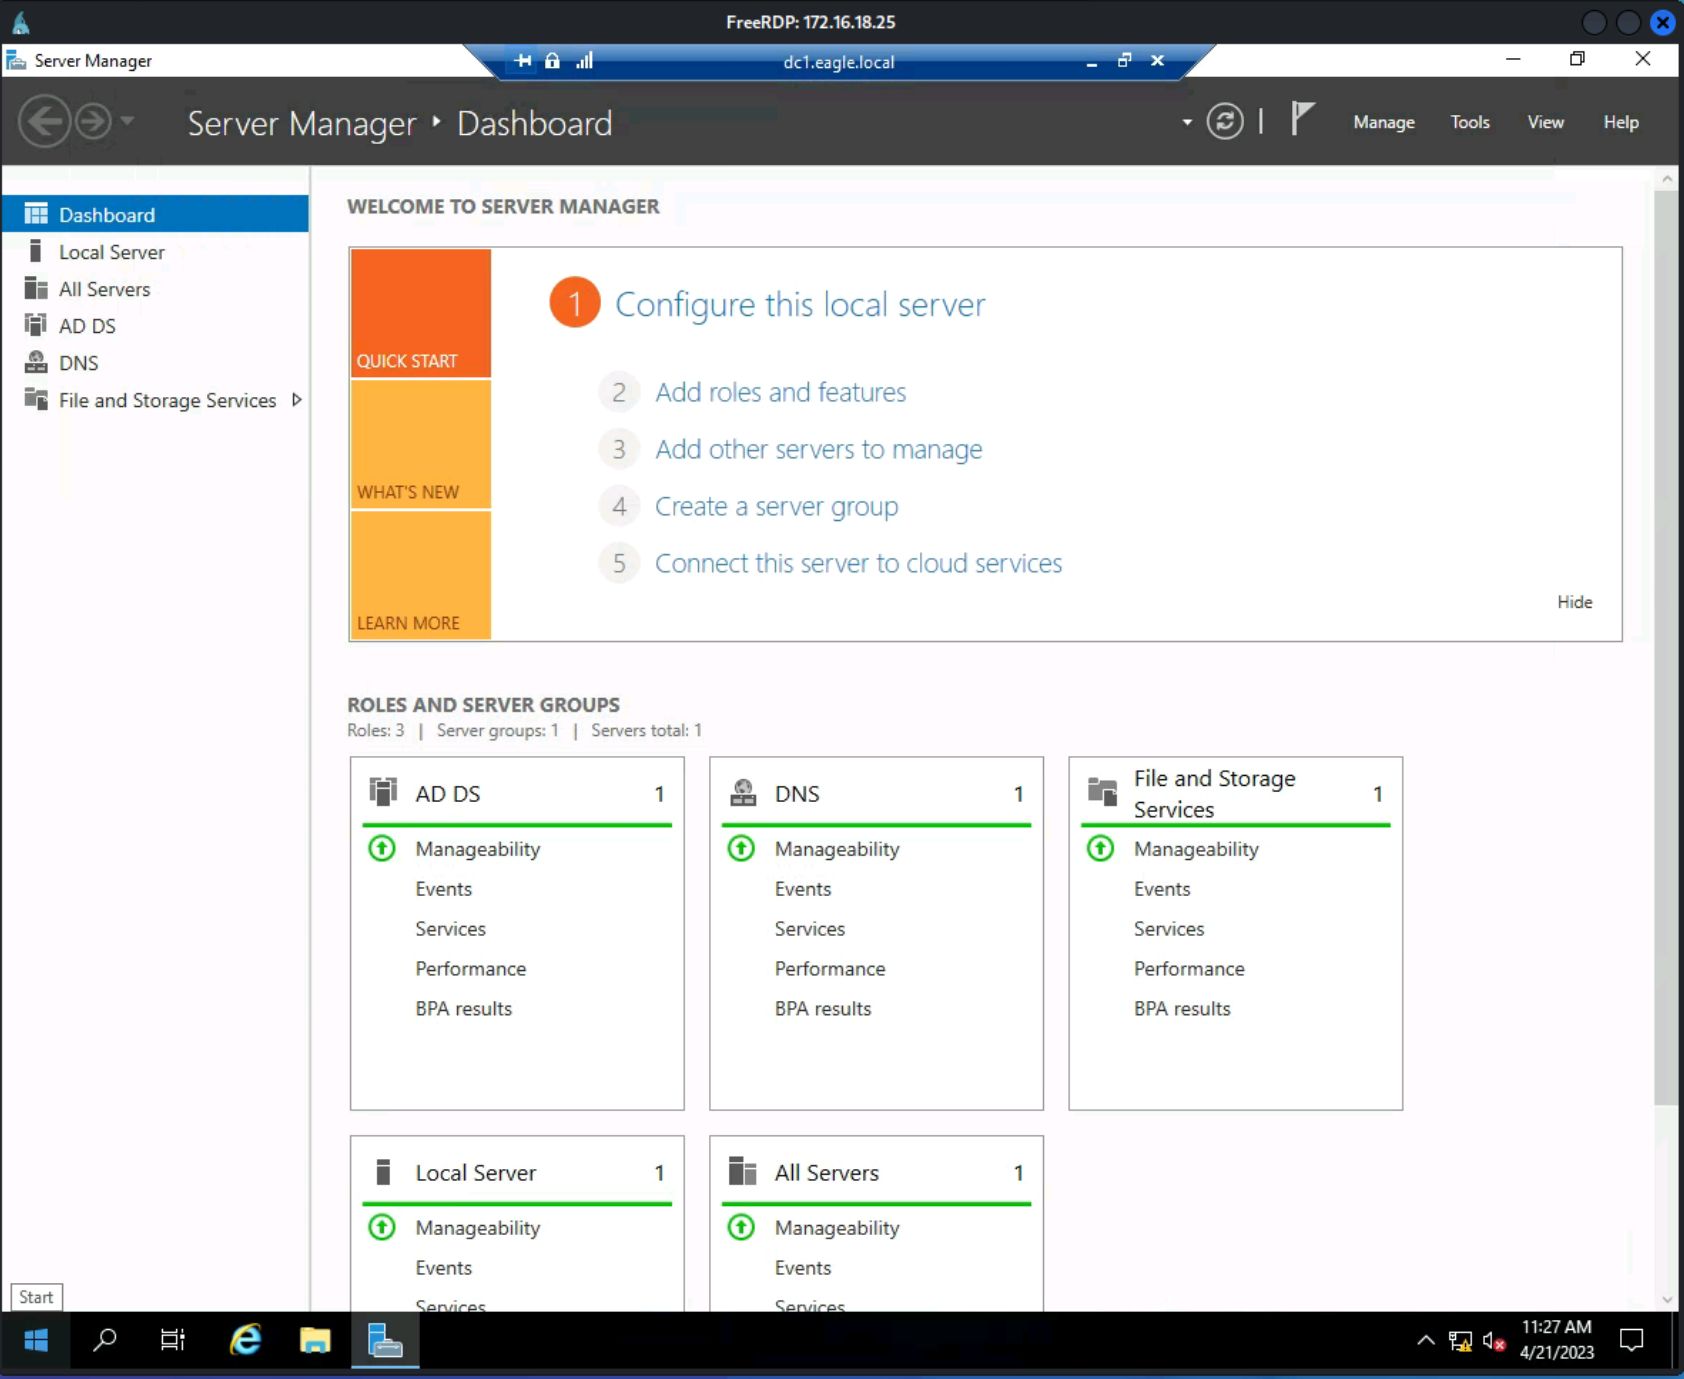 FreeRDP: 172.16.18.25
Server Manager
dc1.eagle.local
Server Manager ‣ Dashboard
Manage
Tools
View
Help
Dashboard
Local Server
All Servers
AD DS
DNS
File and Storage Services
WELCOME TO SERVER MANAGER
QUICK START
WHAT'S NEW
LEARN MORE
1 Configure this local server
2 Add roles and features
3 Add other servers to manage
4 Create a server group
5 Connect this server to cloud services
Hide
ROLES AND SERVER GROUPS
Roles: 3 | Server groups: 1 | Servers total: 1
AD DS 1
Manageability
Events
Services
Performance
BPA results
DNS 1
Manageability
Events
Services
Performance
BPA results
File and Storage
Services 1
Manageability
Events
Services
Performance
BPA results
Local Server 1
Manageability
Events
Services
All Servers 1
Manageability
Events
Services
Start
11:27 AM
4/21/2023